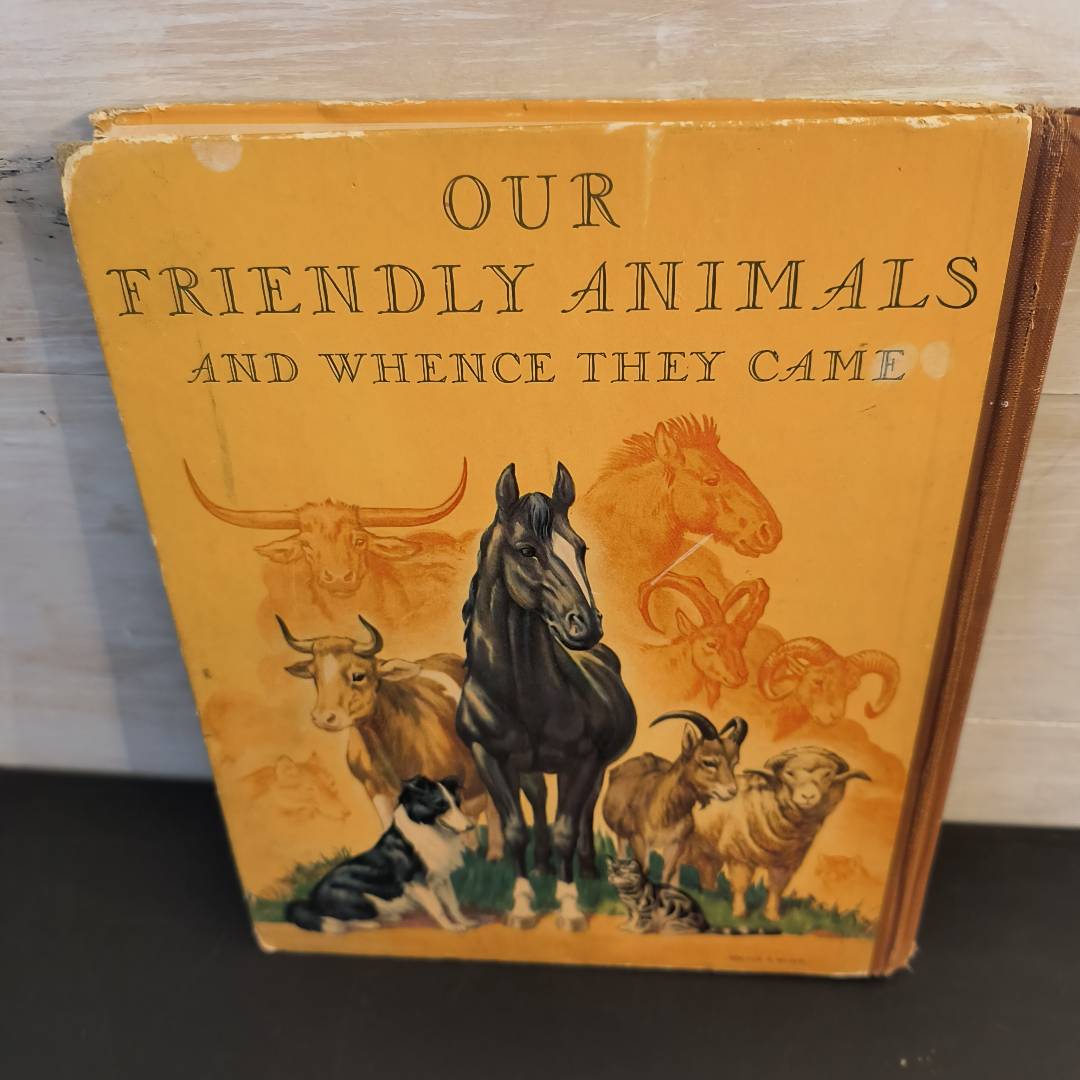 OUR
FRIENDLY ANIMALS
AND WHENCE THEY CAME